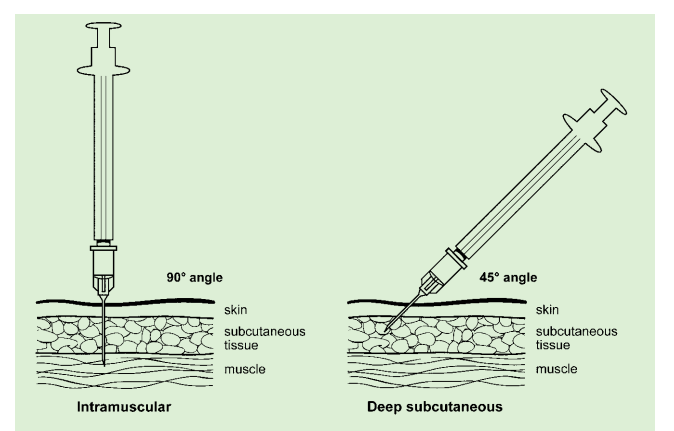 90° angle
skin
subcutaneous
tissue
muscle
Intramuscular
45° angle
skin
subcutaneous
tissue
muscle
Deep subcutaneous